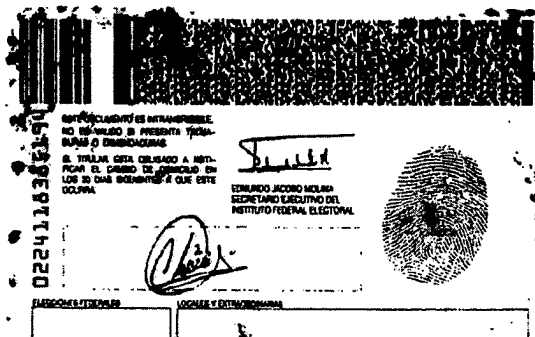 ESTE DOCUMENTO ES INTRANSFERIBLE.
NO ES VALIDO SI PRESENTA TACHA-
DURAS O ENMENDADURAS.
EL TITULAR ESTA OBLIGADO A NOTI-
FICAR EL CAMBIO DE DOMICILIO EN
LOS 30 DIAS SIGUIENTES A QUE ESTE
OCURRA.
EDMUNDO JACOBO MOLINA
SECRETARIO EJECUTIVO DEL
INSTITUTO FEDERAL ELECTORAL
ELECCIONES FEDERALES
LOCALES Y EXTRAORDINARIAS